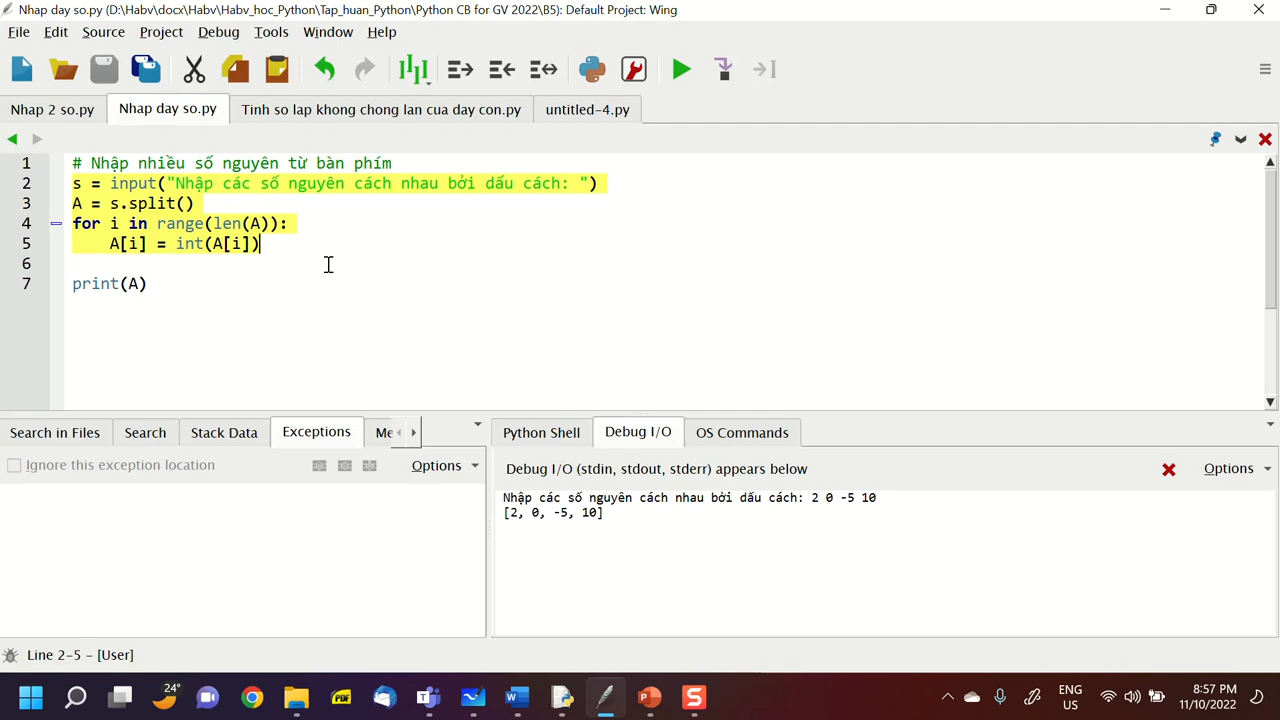 Nhap day so.py (D:\Habv\docx\Habv\Habv_hoc_Python\Tap_huan_Python\Python CB for GV 2022\B5): Default Project: Wing
File Edit Source Project Debug Tools Window Help
Nhap 2 so.py Nhap day so.py Tinh so lap khong chong lan cua day con.py untitled-4.py
1 # Nhập nhiều số nguyên từ bàn phím
2 s = input("Nhập các số nguyên cách nhau bởi dấu cách: ")
3 A = s.split()
4 for i in range(len(A)):
5 A[i] = int(A[i])
6
7 print(A)
Search in Files Search Stack Data Exceptions Me Python Shell Debug I/O OS Commands
Ignore this exception location Options Debug I/O (stdin, stdout, stderr) appears below Options
Nhập các số nguyên cách nhau bởi dấu cách: 2 0 -5 10
[2, 0, -5, 10]
Line 2-5 - [User]
24° PDF ENG 8:57 PM
US 11/10/2022